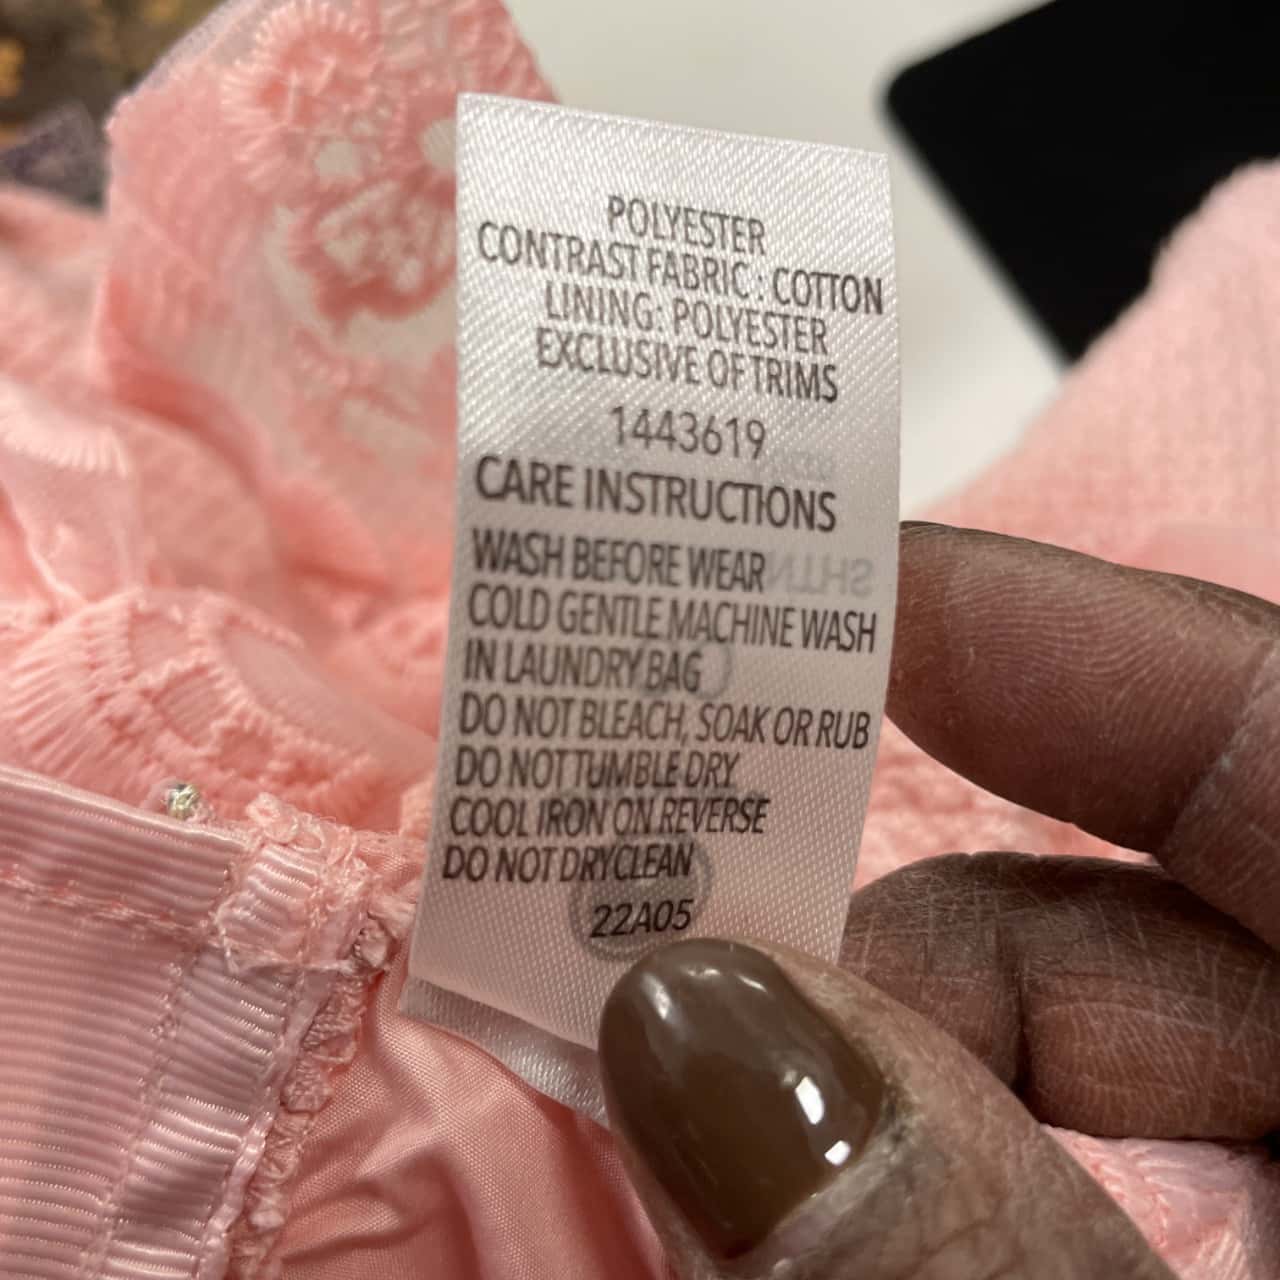 POLYESTER
CONTRAST FABRIC : COTTON
LINING: POLYESTER
EXCLUSIVE OF TRIMS
1443619
CARE INSTRUCTIONS
WASH BEFORE WEAR
COLD GENTLE MACHINE WASH
IN LAUNDRY BAG
DO NOT BLEACH, SOAK OR RUB
DO NOT TUMBLE DRY
COOL IRON ON REVERSE
DO NOT DRYCLEAN
22A05